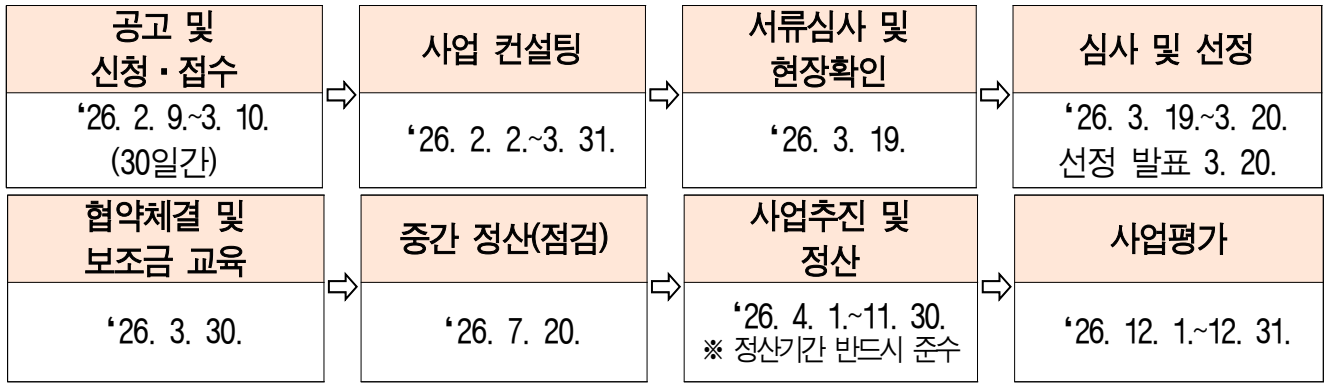 공고 및
신청·접수
사업 컨설팅
서류심사 및
현장확인
심사 및 선정
‘26. 2. 9.~3. 10.
(30일간)
⇨
‘26. 2. 2.~3. 31.
⇨
‘26. 3. 19.
⇨
‘26. 3. 19.~3. 20.
선정 발표 3. 20.
협약체결 및
보조금 교육
중간 정산(점검)
사업추진 및
정산
사업평가
‘26. 3. 30.
⇨
‘26. 7. 20.
⇨
‘26. 4. 1.~11. 30.
※ 정산기간 반드시 준수
⇨
‘26. 12. 1.~12. 31.